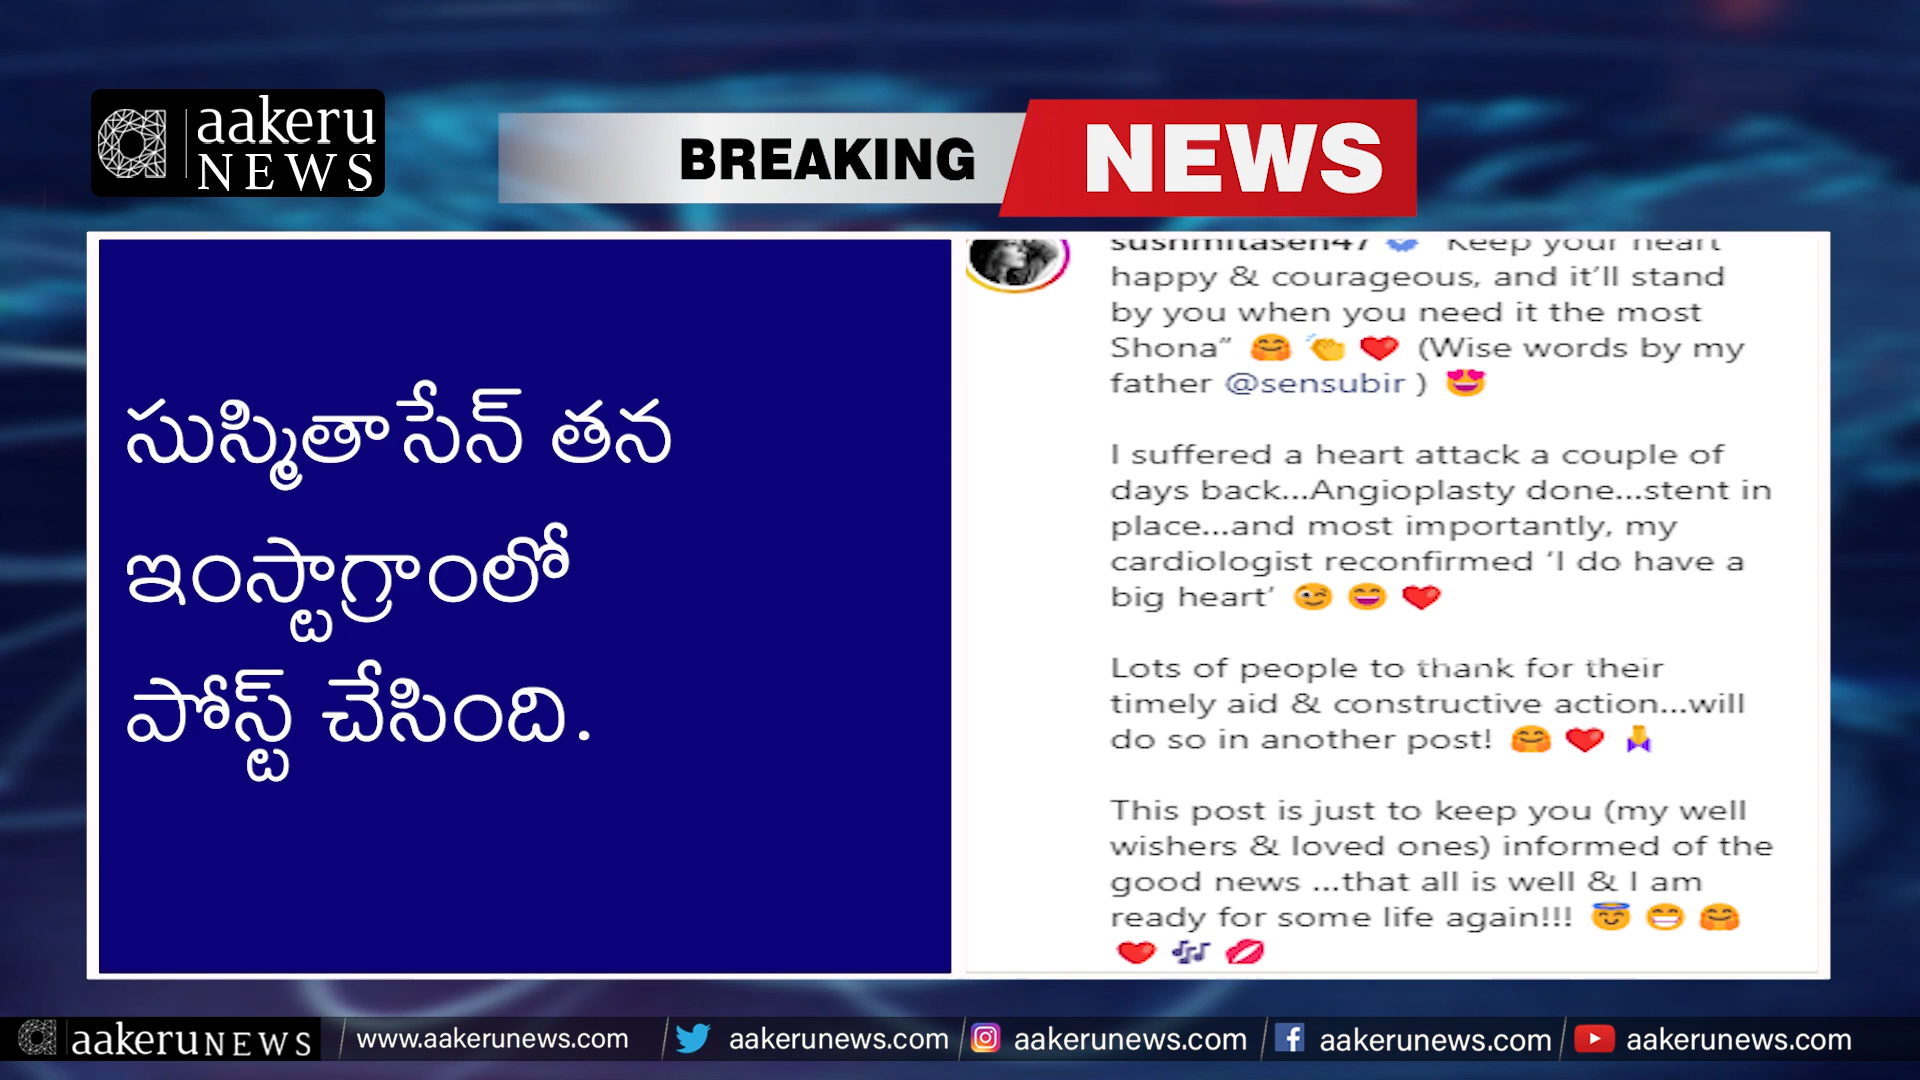 aakeru
NEWS
BREAKING NEWS
సుస్మితాసేన్ తన
ఇంస్టాగ్రాంలో
పోస్ట్ చేసింది.
sushmitasen47 Keep your heart
happy & courageous, and it’ll stand
by you when you need it the most
Shona” 🤗 👏 ❤️ (Wise words by my
father @sensubir ) 😍
I suffered a heart attack a couple of
days back...Angioplasty done...stent in
place...and most importantly, my
cardiologist reconfirmed ‘I do have a
big heart’ 😉 😄 ❤️
Lots of people to thank for their
timely aid & constructive action...will
do so in another post! 🤗 ❤️ 🙏
This post is just to keep you (my well
wishers & loved ones) informed of the
good news ...that all is well & I am
ready for some life again!!! 😇 😁 🤗
❤️ 🎶 💋
aakeruNEWS www.aakerunews.com aakerunews.com aakerunews.com aakerunews.com aakerunews.com